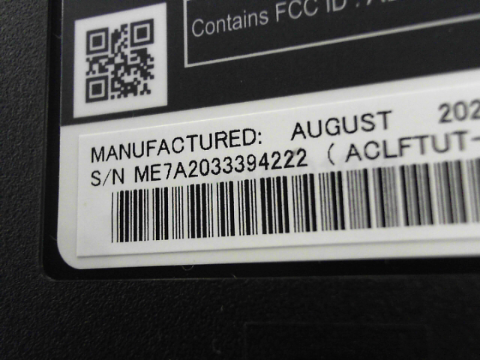 Contains FCC ID :
MANUFACTURED: AUGUST
S/N ME7A2033394222 ( ACLFTUT-